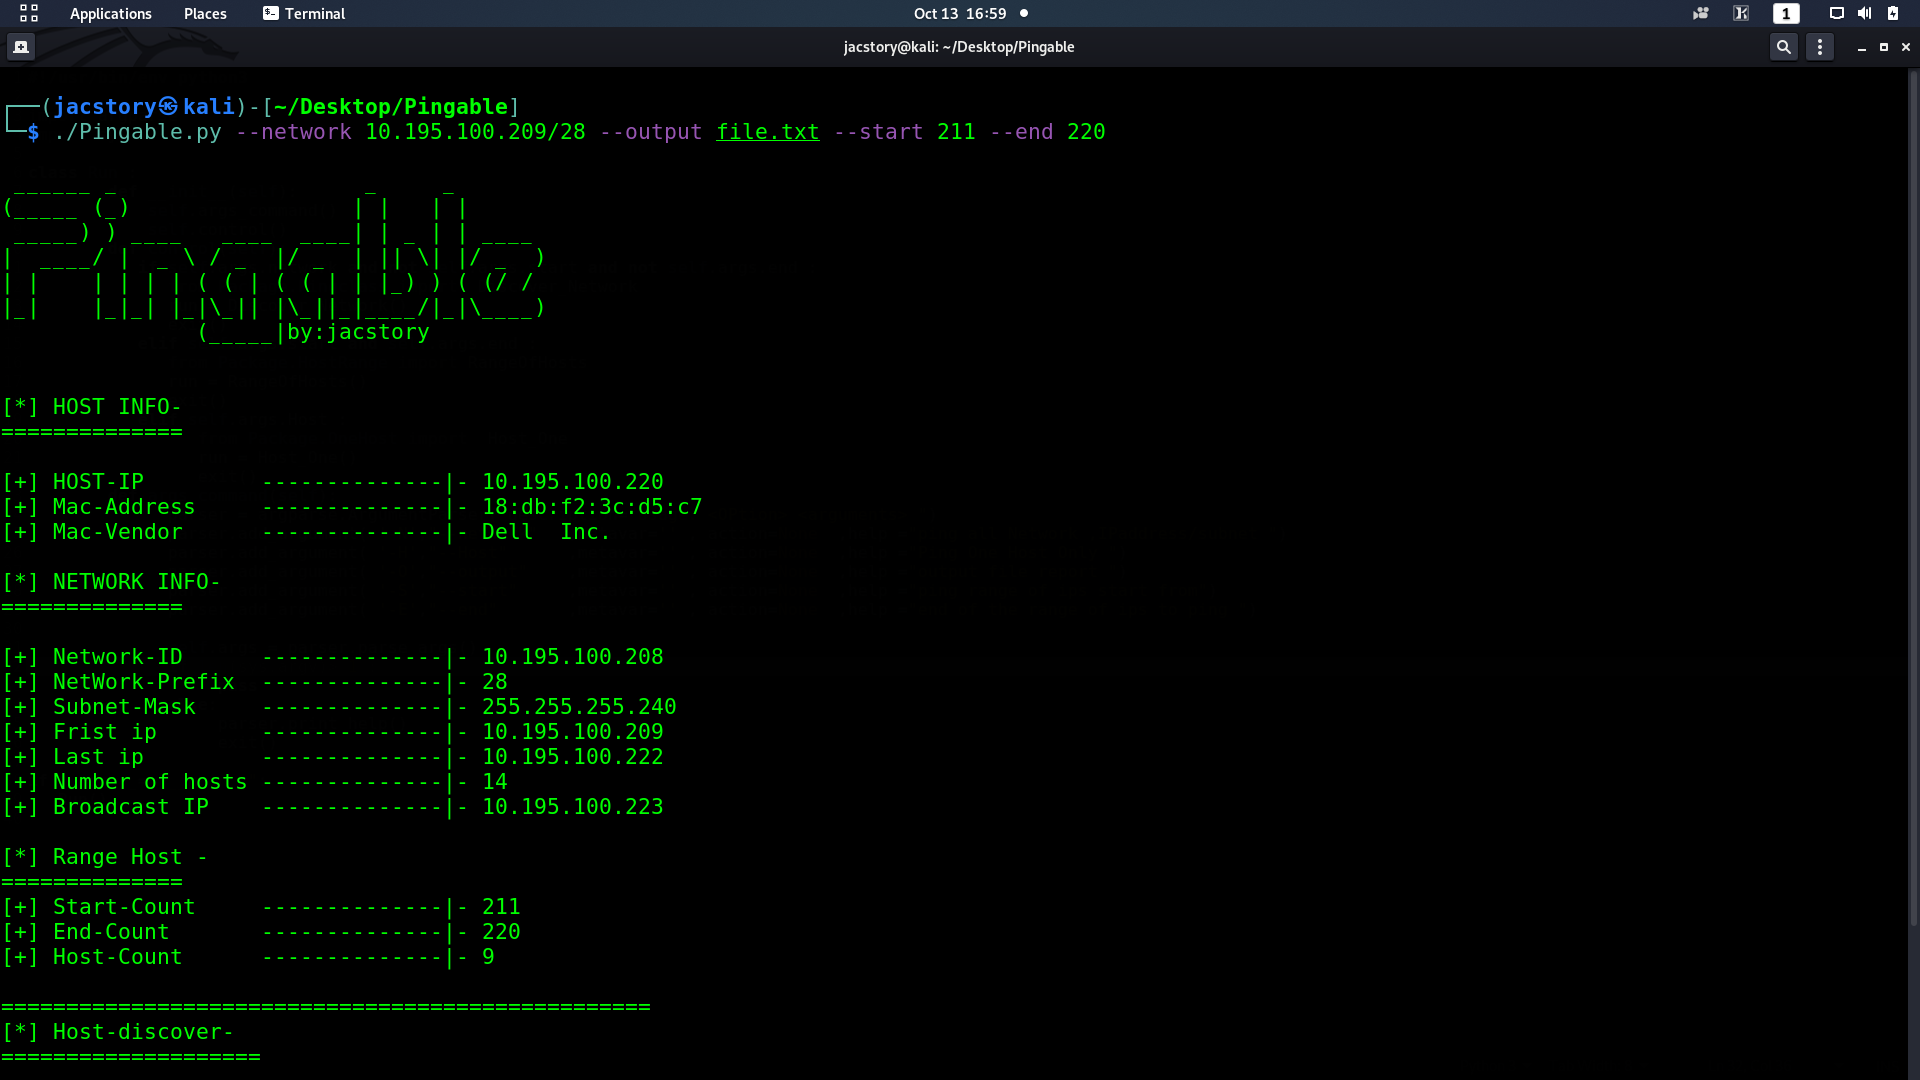 Applications Places Terminal Oct 13 16:59 1
jacstory@kali: ~/Desktop/Pingable
┌──(jacstory㉿kali)-[~/Desktop/Pingable]
└─$ ./Pingable.py --network 10.195.100.209/28 --output file.txt --start 211 --end 220
Pingable
by:jacstory
[*] HOST INFO-
==============
[+] HOST-IP --------------|- 10.195.100.220
[+] Mac-Address --------------|- 18:db:f2:3c:d5:c7
[+] Mac-Vendor --------------|- Dell  Inc.
[*] NETWORK INFO-
==============
[+] Network-ID --------------|- 10.195.100.208
[+] NetWork-Prefix --------------|- 28
[+] Subnet-Mask --------------|- 255.255.255.240
[+] Frist ip --------------|- 10.195.100.209
[+] Last ip --------------|- 10.195.100.222
[+] Number of hosts --------------|- 14
[+] Broadcast IP --------------|- 10.195.100.223
[*] Range Host -
==============
[+] Start-Count --------------|- 211
[+] End-Count --------------|- 220
[+] Host-Count --------------|- 9
==================================================
[*] Host-discover-
====================